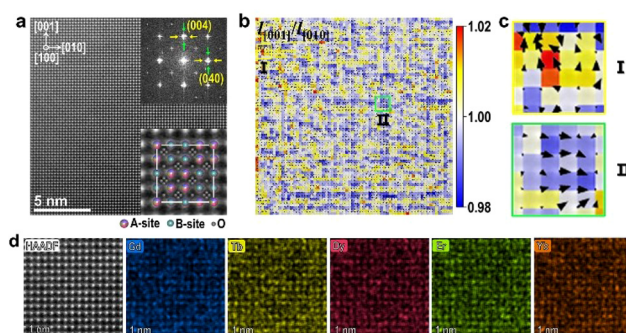 a
[001]
[010]
[100]
(004)
(040)
5 nm
A-site B-site O
b
I[001]/I[010]
I
II
1.02
1.00
0.98
c
I
II
d
HAADF
Gd
Tb
Dy
Er
Yb
1 nm
1 nm
1 nm
1 nm
1 nm
1 nm